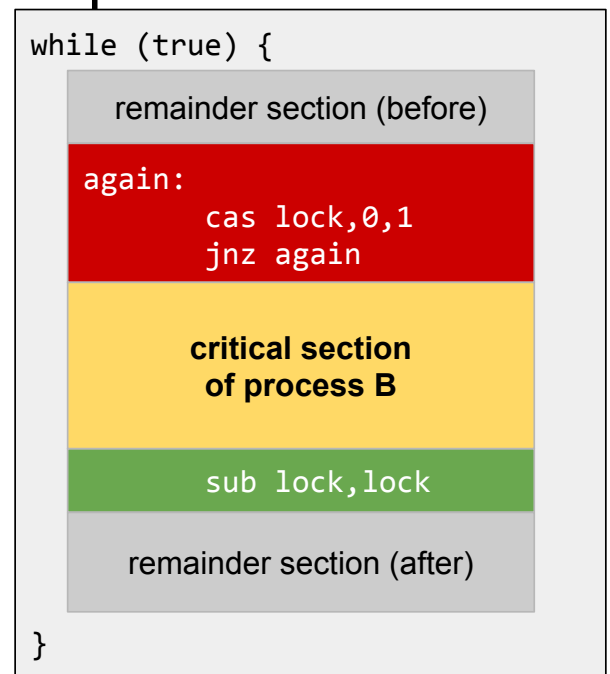 while (true) {
remainder section (before)
again:
cas lock,0,1
jnz again
critical section
of process B
sub lock,lock
remainder section (after)
}